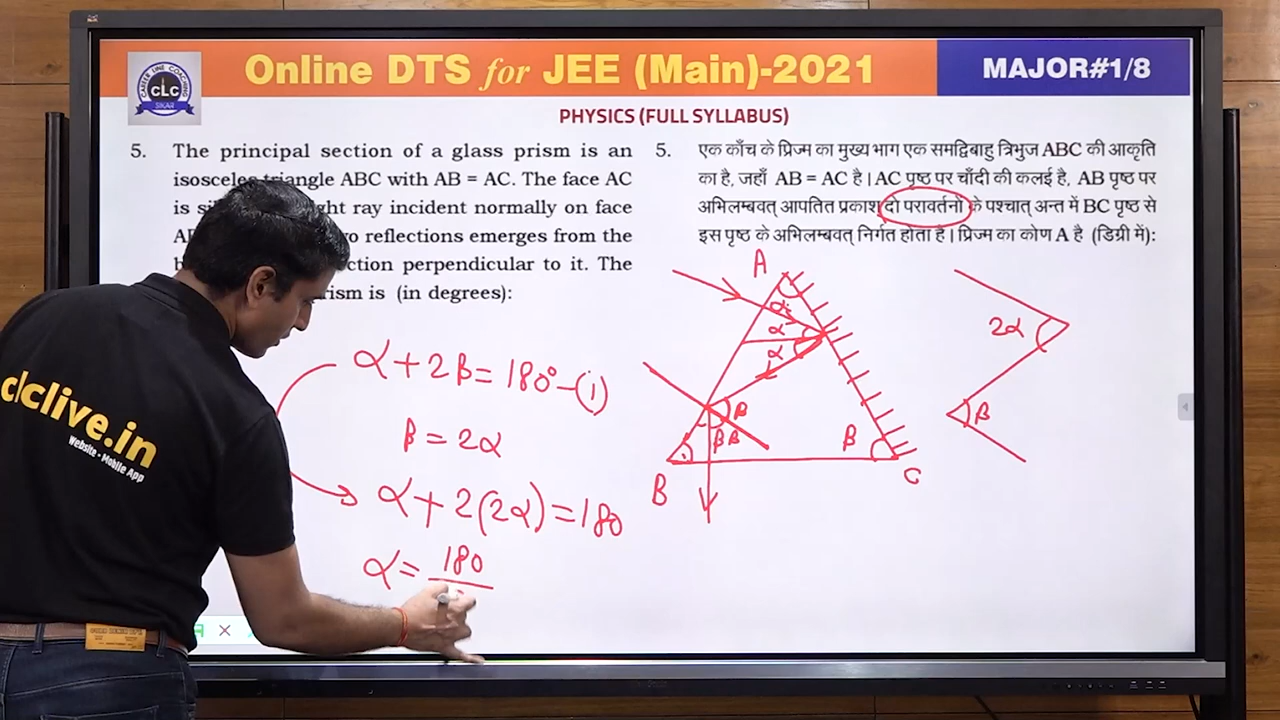 Online DTS for JEE (Main)-2021
MAJOR#1/8
CAREER LINE COACHING
CLC
SIKAR
PHYSICS (FULL SYLLABUS)
5. The principal section of a glass prism is an
isosceles triangle ABC with AB = AC. The face AC
is si ght ray incident normally on face
A o reflections emerges from the
b ction perpendicular to it. The
rism is (in degrees):
5. एक काँच के प्रिज्म का मुख्य भाग एक समद्विबाहु त्रिभुज ABC की आकृति
का है, जहाँ AB = AC है। AC पृष्ठ पर चाँदी की कलई है, AB पृष्ठ पर
अभिलम्बवत् आपतित प्रकाश दो परावर्तनों के पश्चात् अन्त में BC पृष्ठ से
इस पृष्ठ के अभिलम्बवत् निर्गत होता है। प्रिज्म का कोण A है (डिग्री में):
α+2β=180°-(i)
β=2α
α+2(2α)=180
α=180
A
α
α
α
β
β β
β
B
C
2α
β
clclive.in
Website • Mobile App